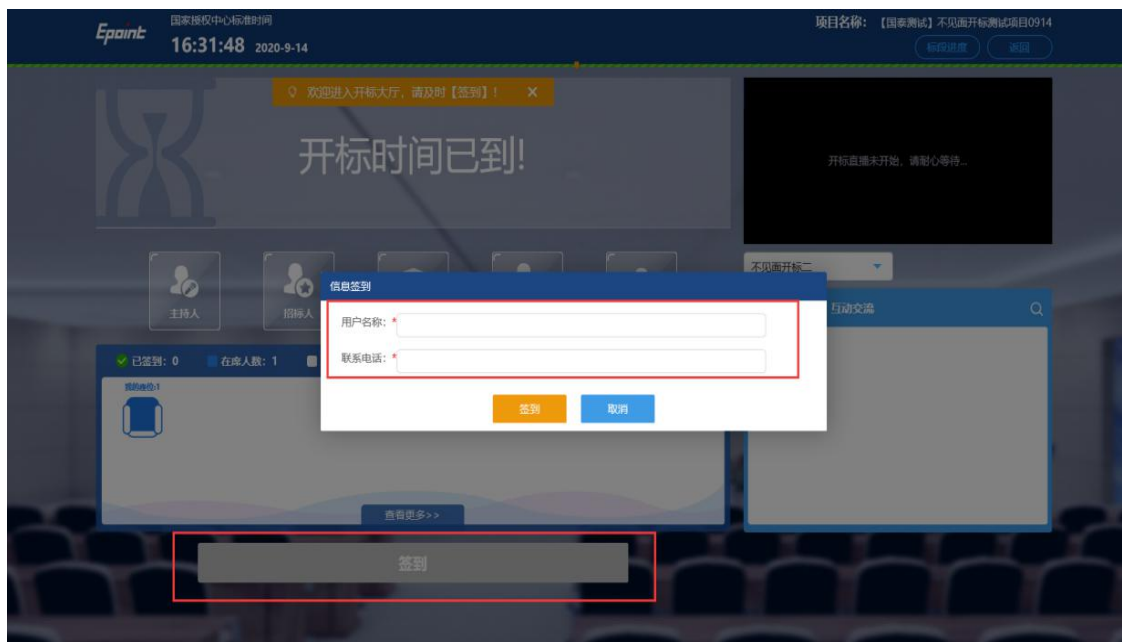 Epoint
国家授权中心标准时间
16:31:48 2020-9-14
项目名称：【国泰测试】不见面开标测试项目0914
标段进度
返回
欢迎进入开标大厅，请及时【签到】！ X
开标时间已到!
开标直播未开始，请耐心等待...
主持人
招标人
不见面开标二
互动交流
信息签到
用户名称：*
联系电话：*
签到
取消
已签到：0
在席人数：1
我的座位:1
查看更多>>
签到